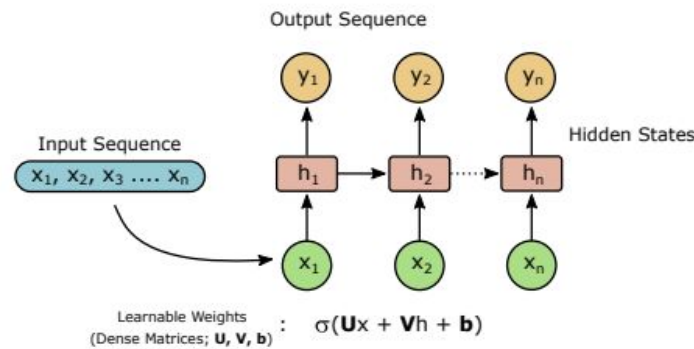 Output Sequence
y₁ y₂ yₙ
Input Sequence
Hidden States
x₁, x₂, x₃ .... xₙ
h₁ h₂ hₙ
x₁ x₂ xₙ
Learnable Weights
(Dense Matrices; U, V, b) : σ(Ux + Vh + b)